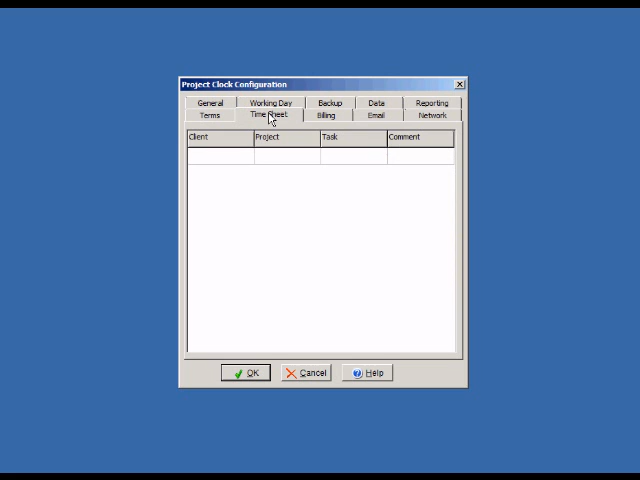 Project Clock Configuration
General Working Day Backup Data Reporting
Terms Time Sheet Billing Email Network
Client Project Task Comment
OK Cancel Help